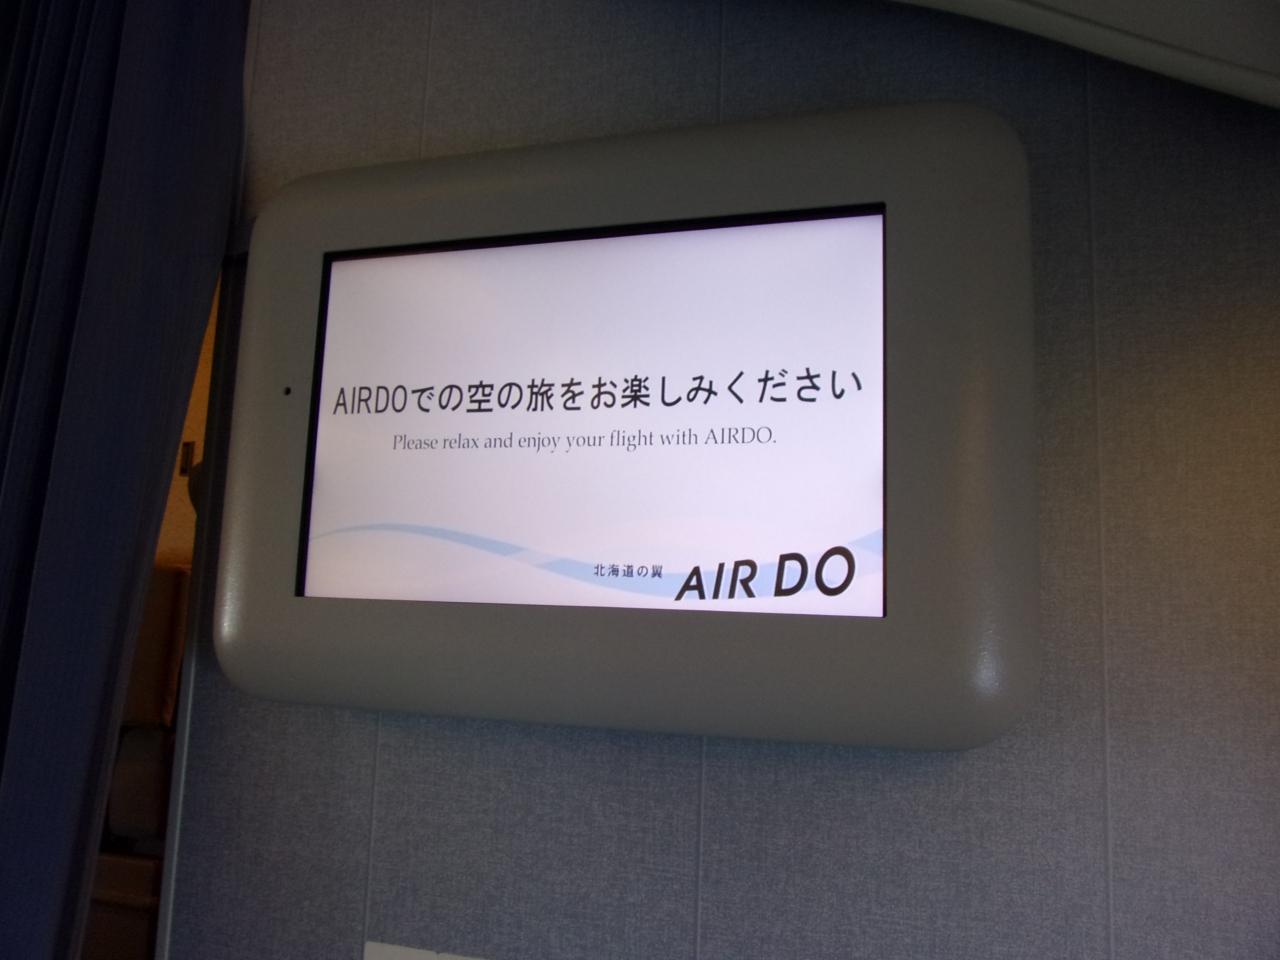 AIRDOでの空の旅をお楽しみください
Please relax and enjoy your flight with AIRDO.
北海道の翼 AIR DO